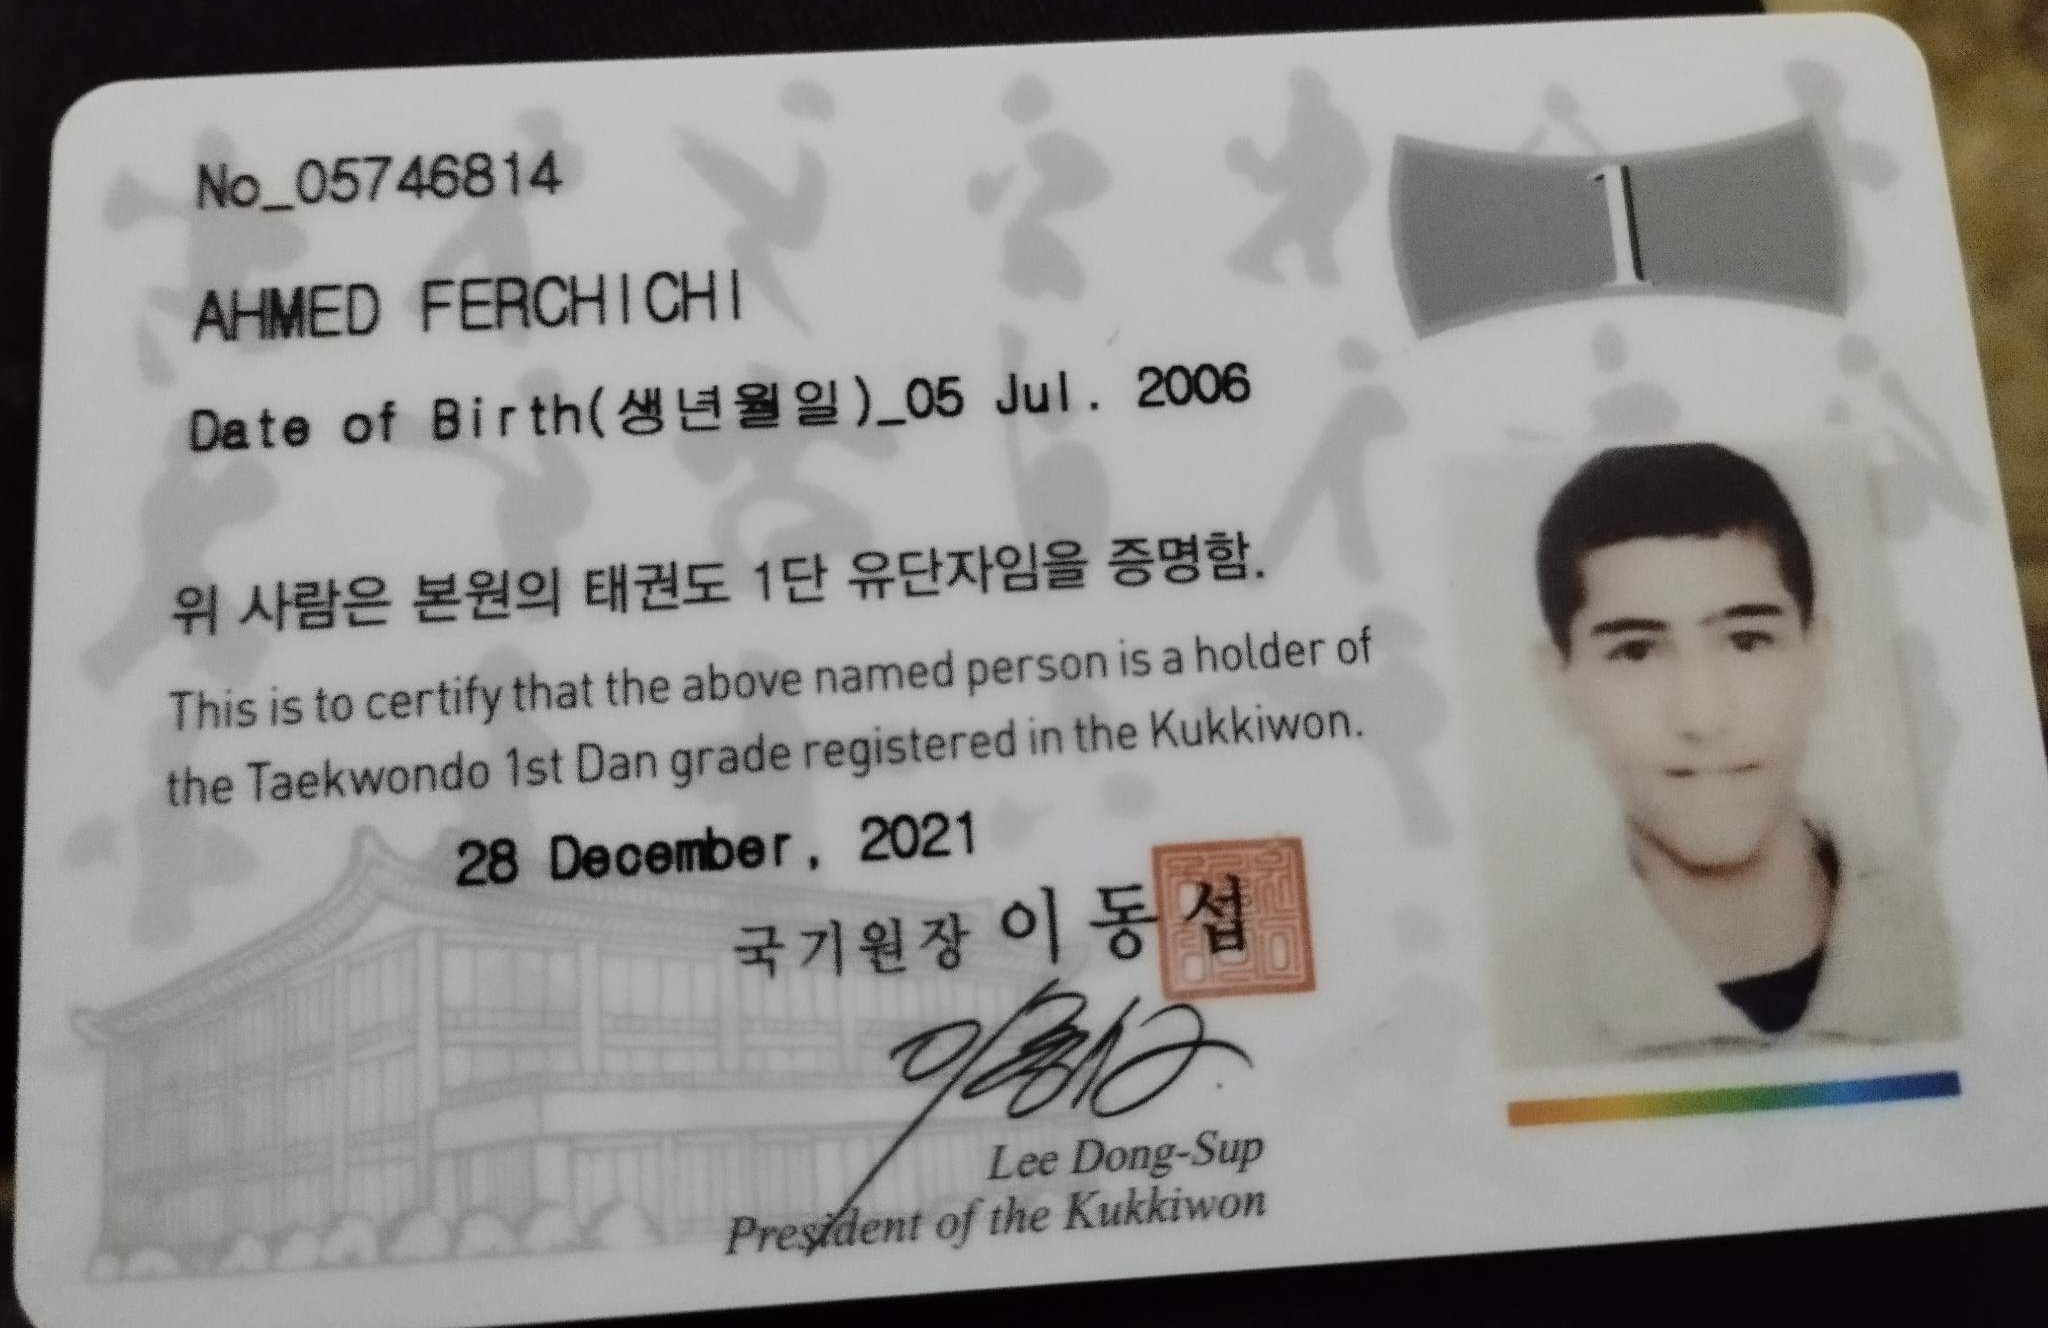 No_05746814
1
AHMED FERCHICHI
Date of Birth(생년월일)_05 Jul. 2006
위 사람은 본원의 태권도 1단 유단자임을 증명함.
This is to certify that the above named person is a holder of
the Taekwondo 1st Dan grade registered in the Kukkiwon.
28 December, 2021
국기원장 이동섭
Lee Dong-Sup
President of the Kukkiwon